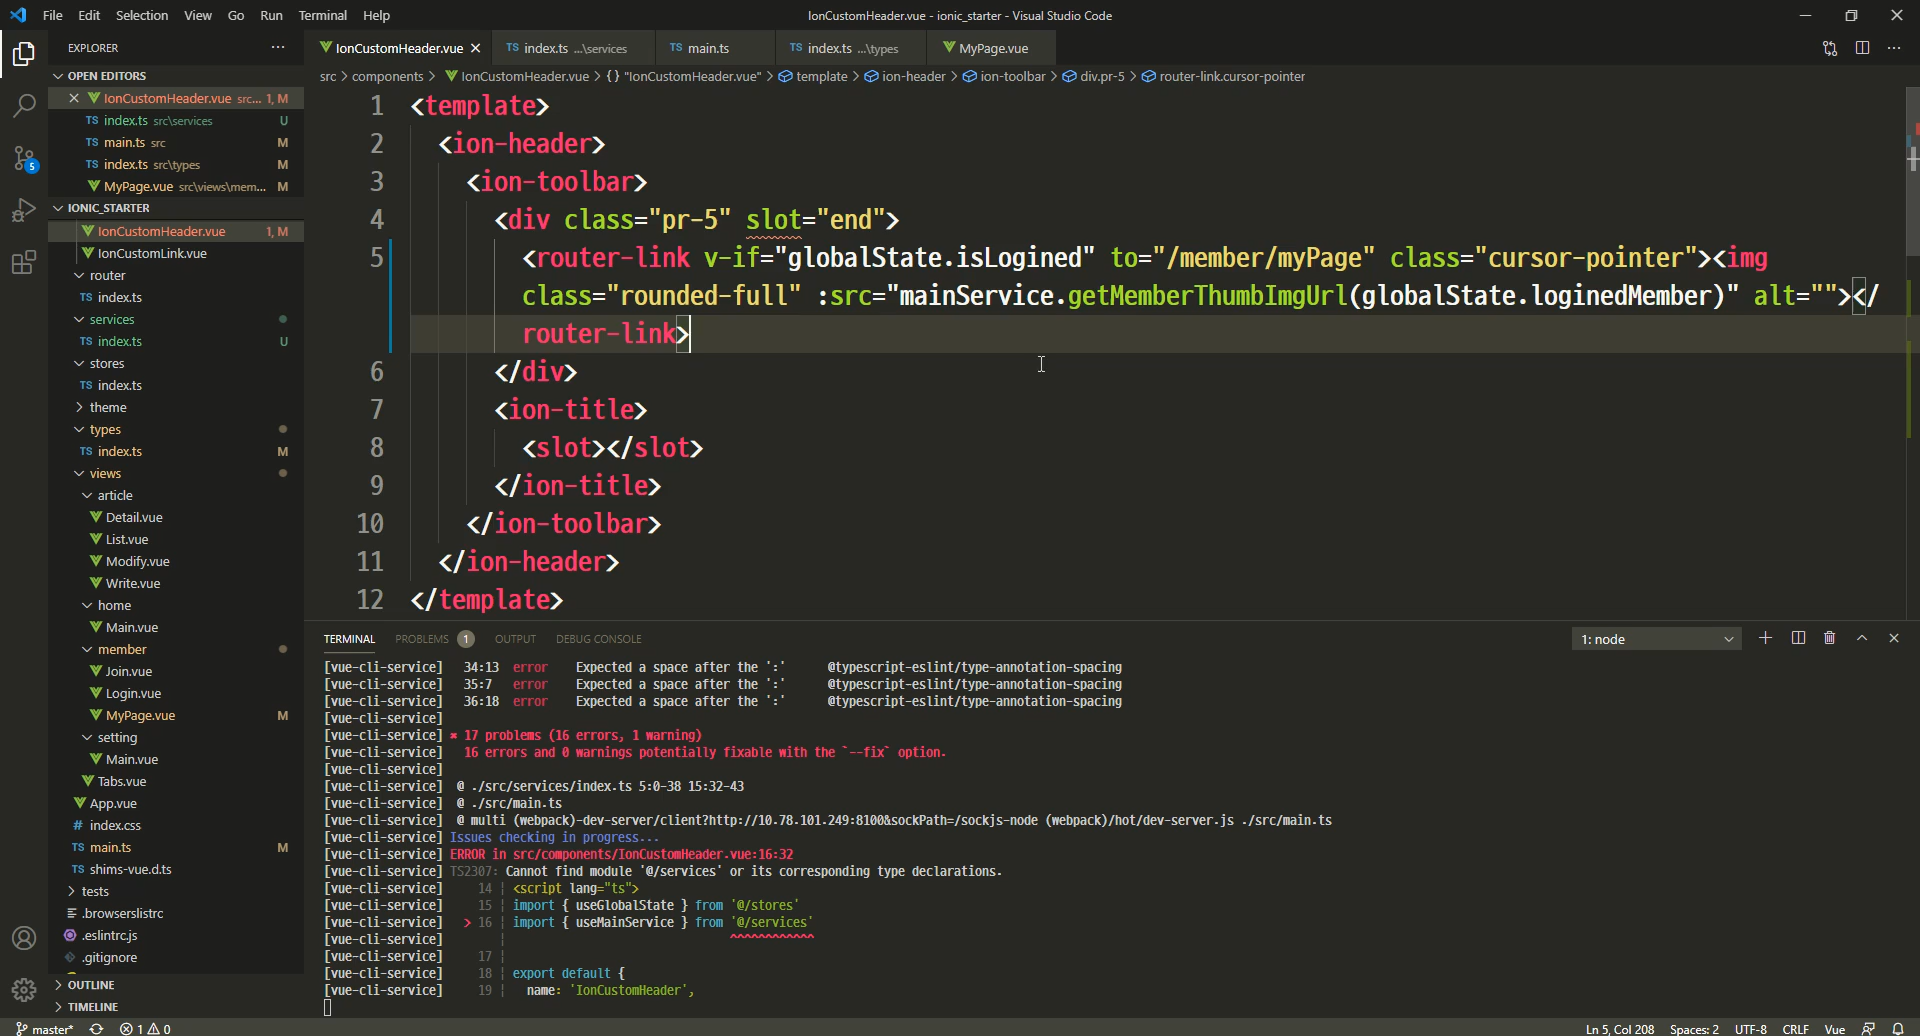 File Edit Selection View Go Run Terminal Help
IonCustomHeader.vue - ionic_starter - Visual Studio Code
EXPLORER
OPEN EDITORS
IonCustomHeader.vue src... 1, M
TS index.ts src\services U
TS main.ts src M
TS index.ts src\types M
MyPage.vue src\views\mem... M
IONIC_STARTER
IonCustomHeader.vue 1, M
IonCustomLink.vue
router
TS index.ts
services
TS index.ts U
stores
TS index.ts
theme
types
TS index.ts M
views
article
Detail.vue
List.vue
Modify.vue
Write.vue
home
Main.vue
member
Join.vue
Login.vue
MyPage.vue M
setting
Main.vue
Tabs.vue
App.vue
# index.css
TS main.ts M
TS shims-vue.d.ts
tests
.browserslistrc
.eslintrc.js
.gitignore
OUTLINE
TIMELINE
5
IonCustomHeader.vue TS index.ts ...\services TS main.ts TS index.ts ...\types MyPage.vue
src > components > IonCustomHeader.vue > {} "IonCustomHeader.vue" > template > ion-header > ion-toolbar > div.pr-5 > router-link.cursor-pointer
1 <template>
2 <ion-header>
3 <ion-toolbar>
4 <div class="pr-5" slot="end">
5 <router-link v-if="globalState.isLogined" to="/member/myPage" class="cursor-pointer"><img
class="rounded-full" :src="mainService.getMemberThumbImgUrl(globalState.loginedMember)" alt=""></
router-link>
6 </div>
7 <ion-title>
8 <slot></slot>
9 </ion-title>
10 </ion-toolbar>
11 </ion-header>
12 </template>
TERMINAL PROBLEMS 1 OUTPUT DEBUG CONSOLE 1: node
[vue-cli-service] 34:13 error Expected a space after the ':' @typescript-eslint/type-annotation-spacing
[vue-cli-service] 35:7 error Expected a space after the ':' @typescript-eslint/type-annotation-spacing
[vue-cli-service] 36:18 error Expected a space after the ':' @typescript-eslint/type-annotation-spacing
[vue-cli-service]
[vue-cli-service] ✖ 17 problems (16 errors, 1 warning)
[vue-cli-service] 16 errors and 0 warnings potentially fixable with the `--fix` option.
[vue-cli-service]
[vue-cli-service] @ ./src/services/index.ts 5:0-38 15:32-43
[vue-cli-service] @ ./src/main.ts
[vue-cli-service] @ multi (webpack)-dev-server/client?http://10.78.101.249:8100&sockPath=/sockjs-node (webpack)/hot/dev-server.js ./src/main.ts
[vue-cli-service] Issues checking in progress...
[vue-cli-service] ERROR in src/components/IonCustomHeader.vue:16:32
[vue-cli-service] TS2307: Cannot find module '@/services' or its corresponding type declarations.
[vue-cli-service] 14 | <script lang="ts">
[vue-cli-service] 15 | import { useGlobalState } from '@/stores'
[vue-cli-service] > 16 | import { useMainService } from '@/services'
[vue-cli-service] | ^^^^^^^^^^^^
[vue-cli-service] 17 |
[vue-cli-service] 18 | export default {
[vue-cli-service] 19 | name: 'IonCustomHeader',
master* 1 0 Ln 5, Col 208 Spaces: 2 UTF-8 CRLF Vue